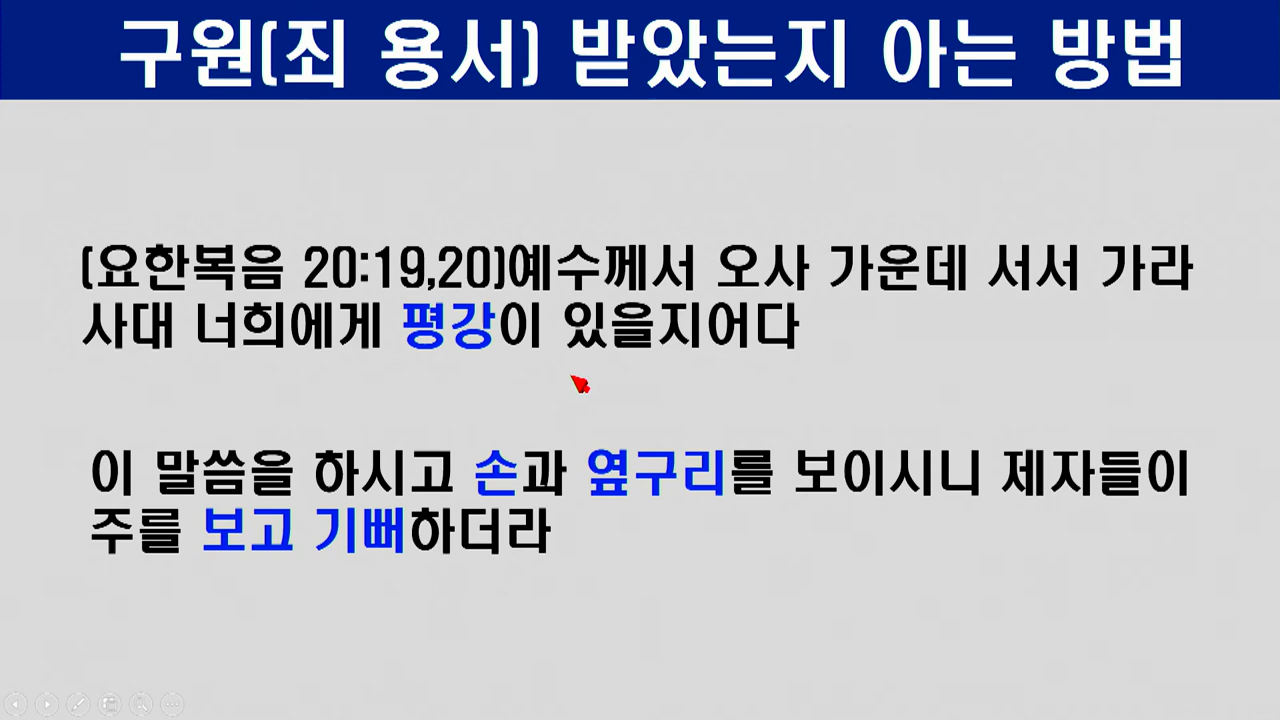 구원(죄 용서) 받았는지 아는 방법
(요한복음 20:19,20)예수께서 오사 가운데 서서 가라
사대 너희에게 평강이 있을지어다
이 말씀을 하시고 손과 옆구리를 보이시니 제자들이
주를 보고 기뻐하더라